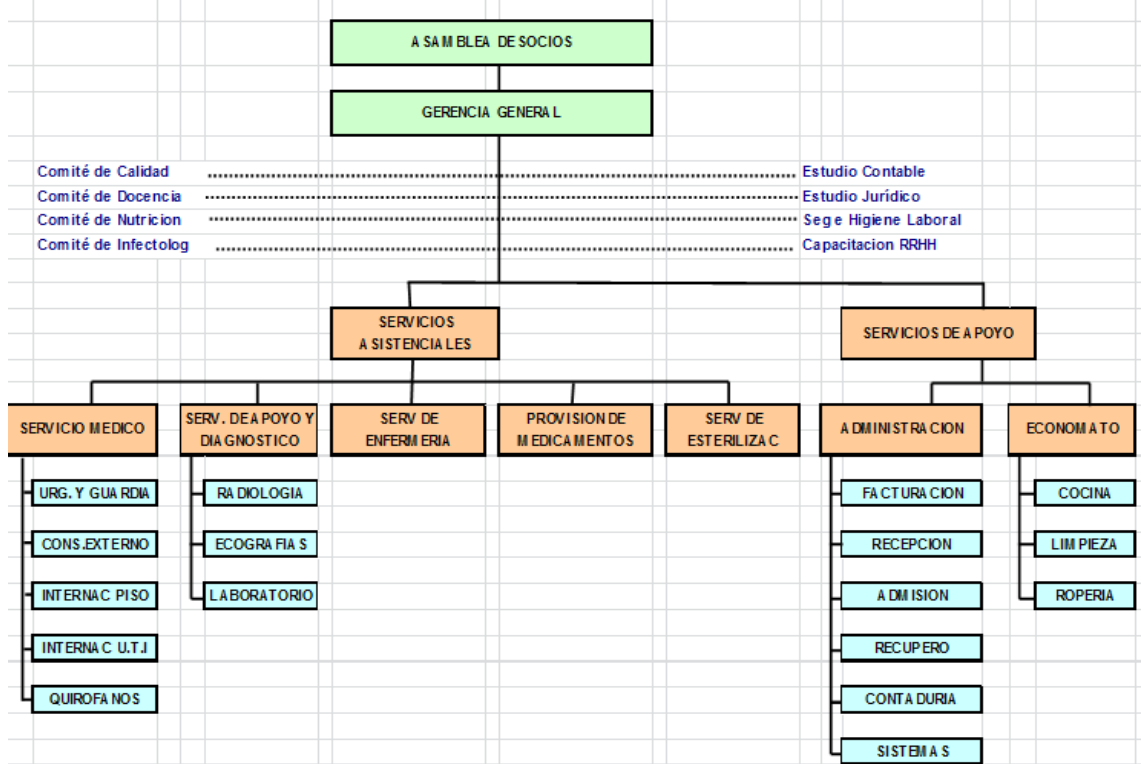 ASAMBLEA DE SOCIOS
GERENCIA GENERAL
Comité de Calidad
Estudio Contable
Comité de Docencia
Estudio Jurídico
Comité de Nutricion
Seg e Higiene Laboral
Comité de Infectolog
Capacitacion RRHH
SERVICIOS
ASISTENCIALES
SERVICIOS DE APOYO
SERVICIO MEDICO
SERV. DE APOYO Y
DIAGNOSTICO
SERV DE
ENFERMERIA
PROVISION DE
MEDICAMENTOS
SERV DE
ESTERILIZAC
ADMINISTRACION
ECONOMATO
URG. Y GUARDIA
RADIOLOGIA
FACTURACION
COCINA
CONS.EXTERNO
ECOGRAFIAS
RECEPCION
LIMPIEZA
INTERNAC PISO
LABORATORIO
ADMISION
ROPERIA
INTERNAC U.T.I
RECUPERO
QUIROFANOS
CONTADURIA
SISTEMAS